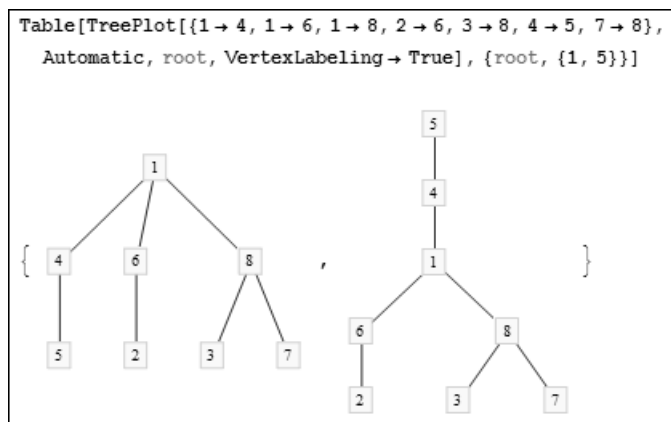 Table[TreePlot[{1 → 4, 1 → 6, 1 → 8, 2 → 6, 3 → 8, 4 → 5, 7 → 8},
Automatic, root, VertexLabeling → True], {root, {1, 5}}]
5
1
4
{ 4 6 8 , 1 }
6 8
5 2 3 7
2 3 7